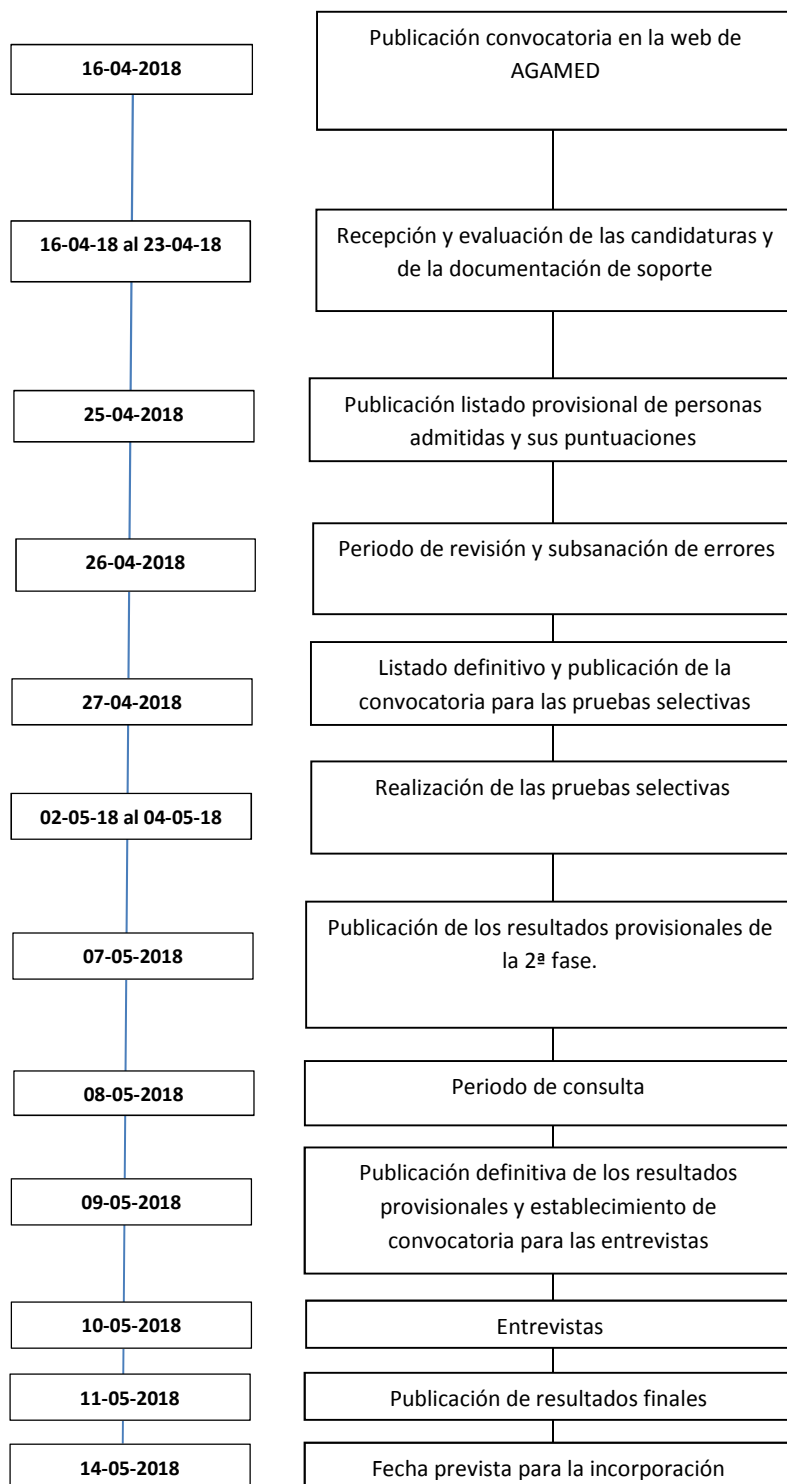 16-04-2018
Publicación convocatoria en la web de
AGAMED
16-04-18 al 23-04-18
Recepción y evaluación de las candidaturas y
de la documentación de soporte
25-04-2018
Publicación listado provisional de personas
admitidas y sus puntuaciones
26-04-2018
Periodo de revisión y subsanación de errores
27-04-2018
Listado definitivo y publicación de la
convocatoria para las pruebas selectivas
02-05-18 al 04-05-18
Realización de las pruebas selectivas
07-05-2018
Publicación de los resultados provisionales de
la 2ª fase.
08-05-2018
Periodo de consulta
09-05-2018
Publicación definitiva de los resultados
provisionales y establecimiento de
convocatoria para las entrevistas
10-05-2018
Entrevistas
11-05-2018
Publicación de resultados finales
14-05-2018
Fecha prevista para la incorporación